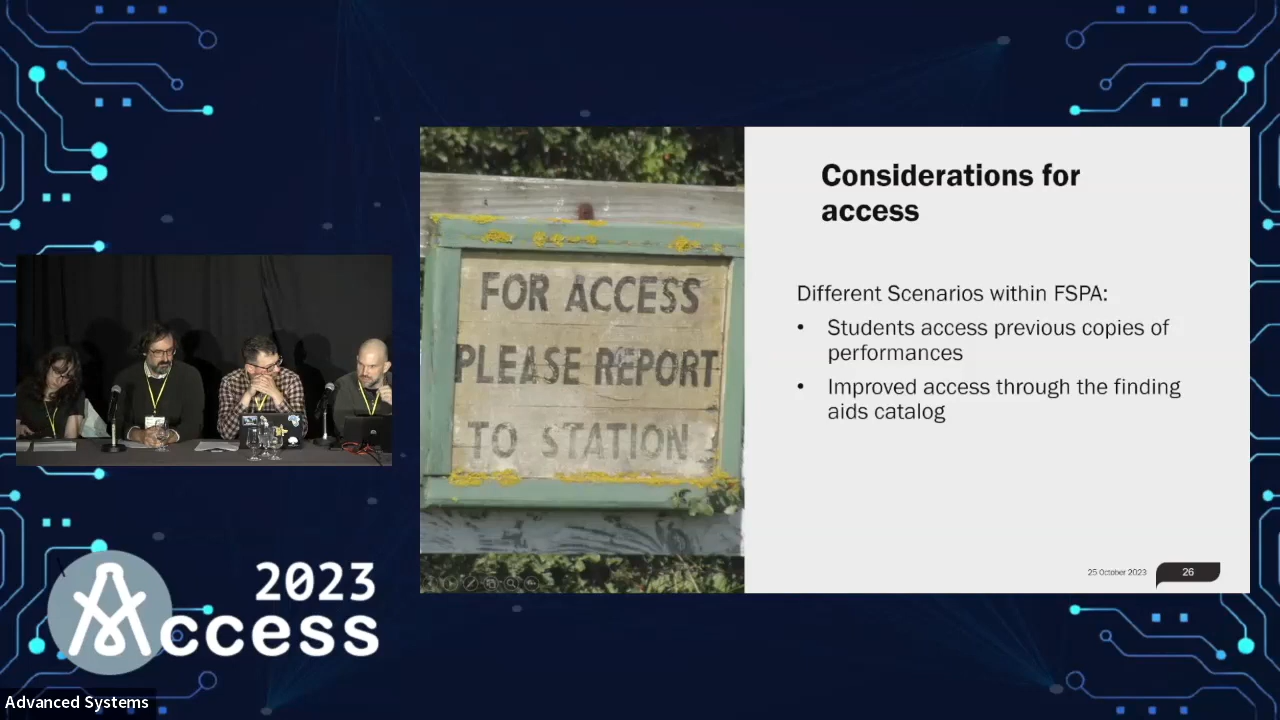 FOR ACCESS
PLEASE REPORT
TO STATION
Considerations for
access
Different Scenarios within FSPA:
• Students access previous copies of
performances
• Improved access through the finding
aids catalog
25 October 2023
26
2023
Access
Advanced Systems